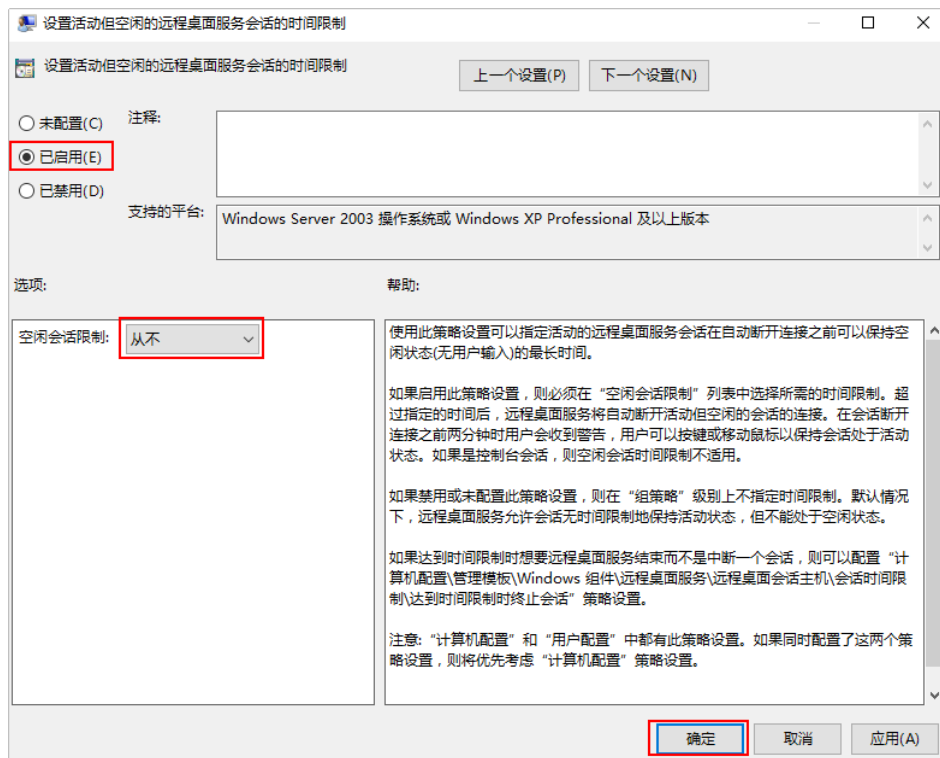 设置活动但空闲的远程桌面服务会话的时间限制
设置活动但空闲的远程桌面服务会话的时间限制
上一个设置(P)
下一个设置(N)
未配置(C)
已启用(E)
已禁用(D)
注释:
支持的平台:
Windows Server 2003 操作系统或 Windows XP Professional 及以上版本
选项:
帮助:
空闲会话限制:
从不
使用此策略设置可以指定活动的远程桌面服务会话在自动断开连接之前可以保持空
闲状态(无用户输入)的最长时间。
如果启用此策略设置，则必须在“空闲会话限制”列表中选择所需的时间限制。超
过指定的时间后，远程桌面服务将自动断开活动但空闲的会话的连接。在会话断开
连接之前两分钟时用户会收到警告，用户可以按键或移动鼠标以保持会话处于活动
状态。如果是控制台会话，则空闲会话时间限制不适用。
如果禁用或未配置此策略设置，则在“组策略”级别上不指定时间限制。默认情况
下，远程桌面服务允许会话无时间限制地保持活动状态，但不能处于空闲状态。
如果达到时间限制时想要远程桌面服务结束而不是中断一个会话，则可以配置“计
算机配置\管理模板\Windows 组件\远程桌面服务\远程桌面会话主机\会话时间限
制\达到时间限制时终止会话”策略设置。
注意:“计算机配置”和“用户配置”中都有此策略设置。如果同时配置了这两个策
略设置，则将优先考虑“计算机配置”策略设置。
确定
取消
应用(A)